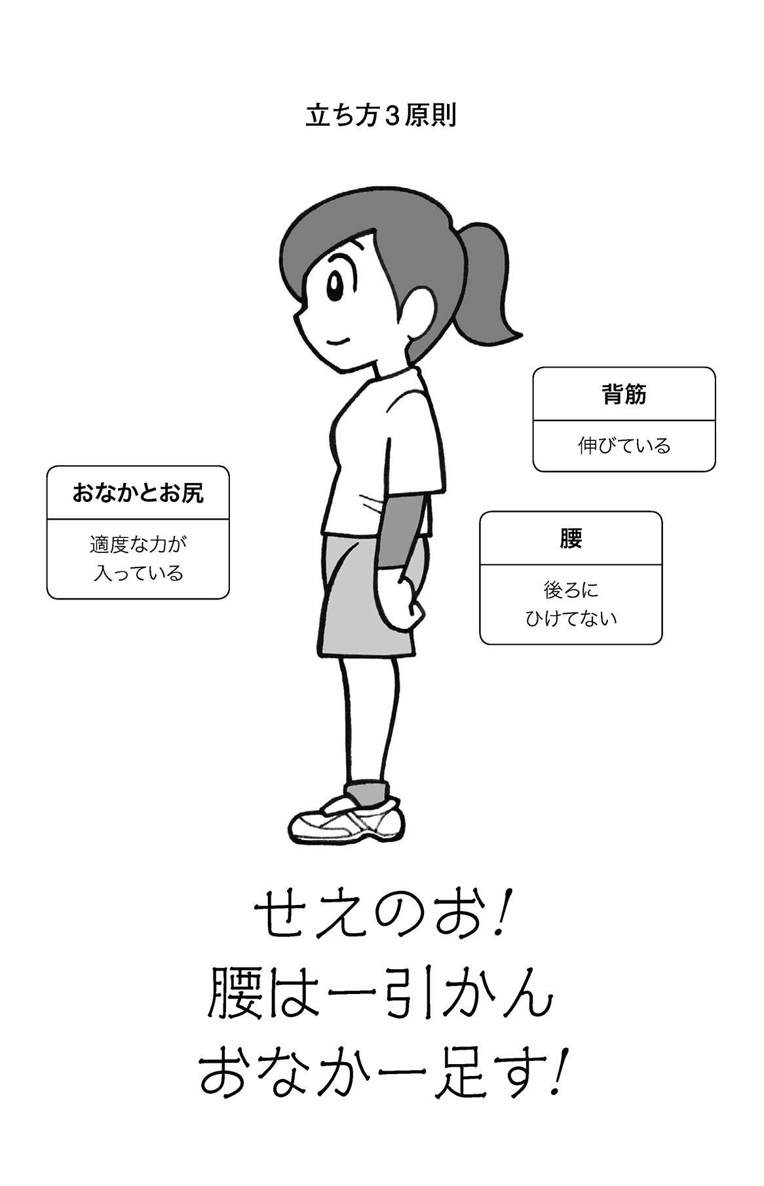 立ち方3原則
背筋
伸びている
おなかとお尻
適度な力が
入っている
腰
後ろに
ひけてない
せえのお!
腰はー引かん
おなかー足す!